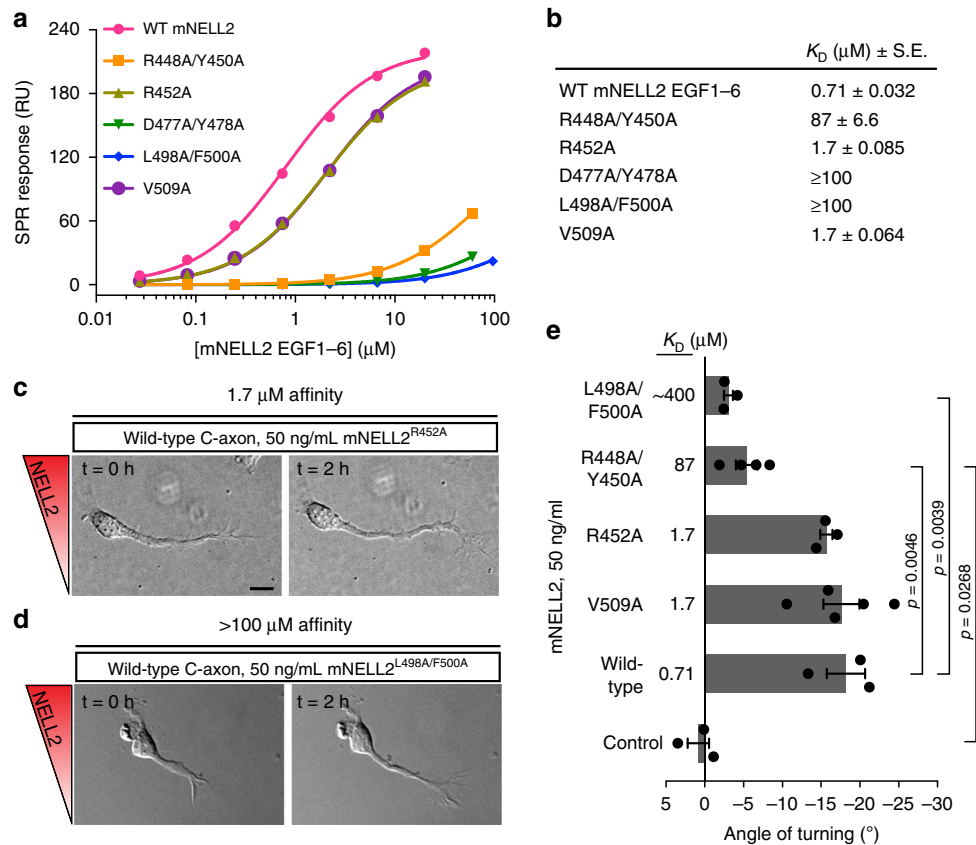 a
240
180
120
60
0
SPR response (RU)
WT mNELL2
R448A/Y450A
R452A
D477A/Y478A
L498A/F500A
V509A
0.01 0.1 1 10 100
[mNELL2 EGF1–6] (μM)
b
K_D (μM) ± S.E.
WT mNELL2 EGF1–6 0.71 ± 0.032
R448A/Y450A 87 ± 6.6
R452A 1.7 ± 0.085
D477A/Y478A ≥100
L498A/F500A ≥100
V509A 1.7 ± 0.064
c
1.7 μM affinity
Wild-type C-axon, 50 ng/mL mNELL2^R452A
NELL2
t = 0 h
t = 2 h
d
>100 μM affinity
Wild-type C-axon, 50 ng/mL mNELL2^L498A/F500A
NELL2
t = 0 h
t = 2 h
e
K_D (μM)
mNELL2, 50 ng/ml
L498A/ ~400
F500A
R448A/ 87
Y450A
R452A 1.7
V509A 1.7
Wild- 0.71
type
Control
p = 0.0046
p = 0.0039
p = 0.0268
5 0 –5 –10 –15 –20 –25 –30
Angle of turning (°)